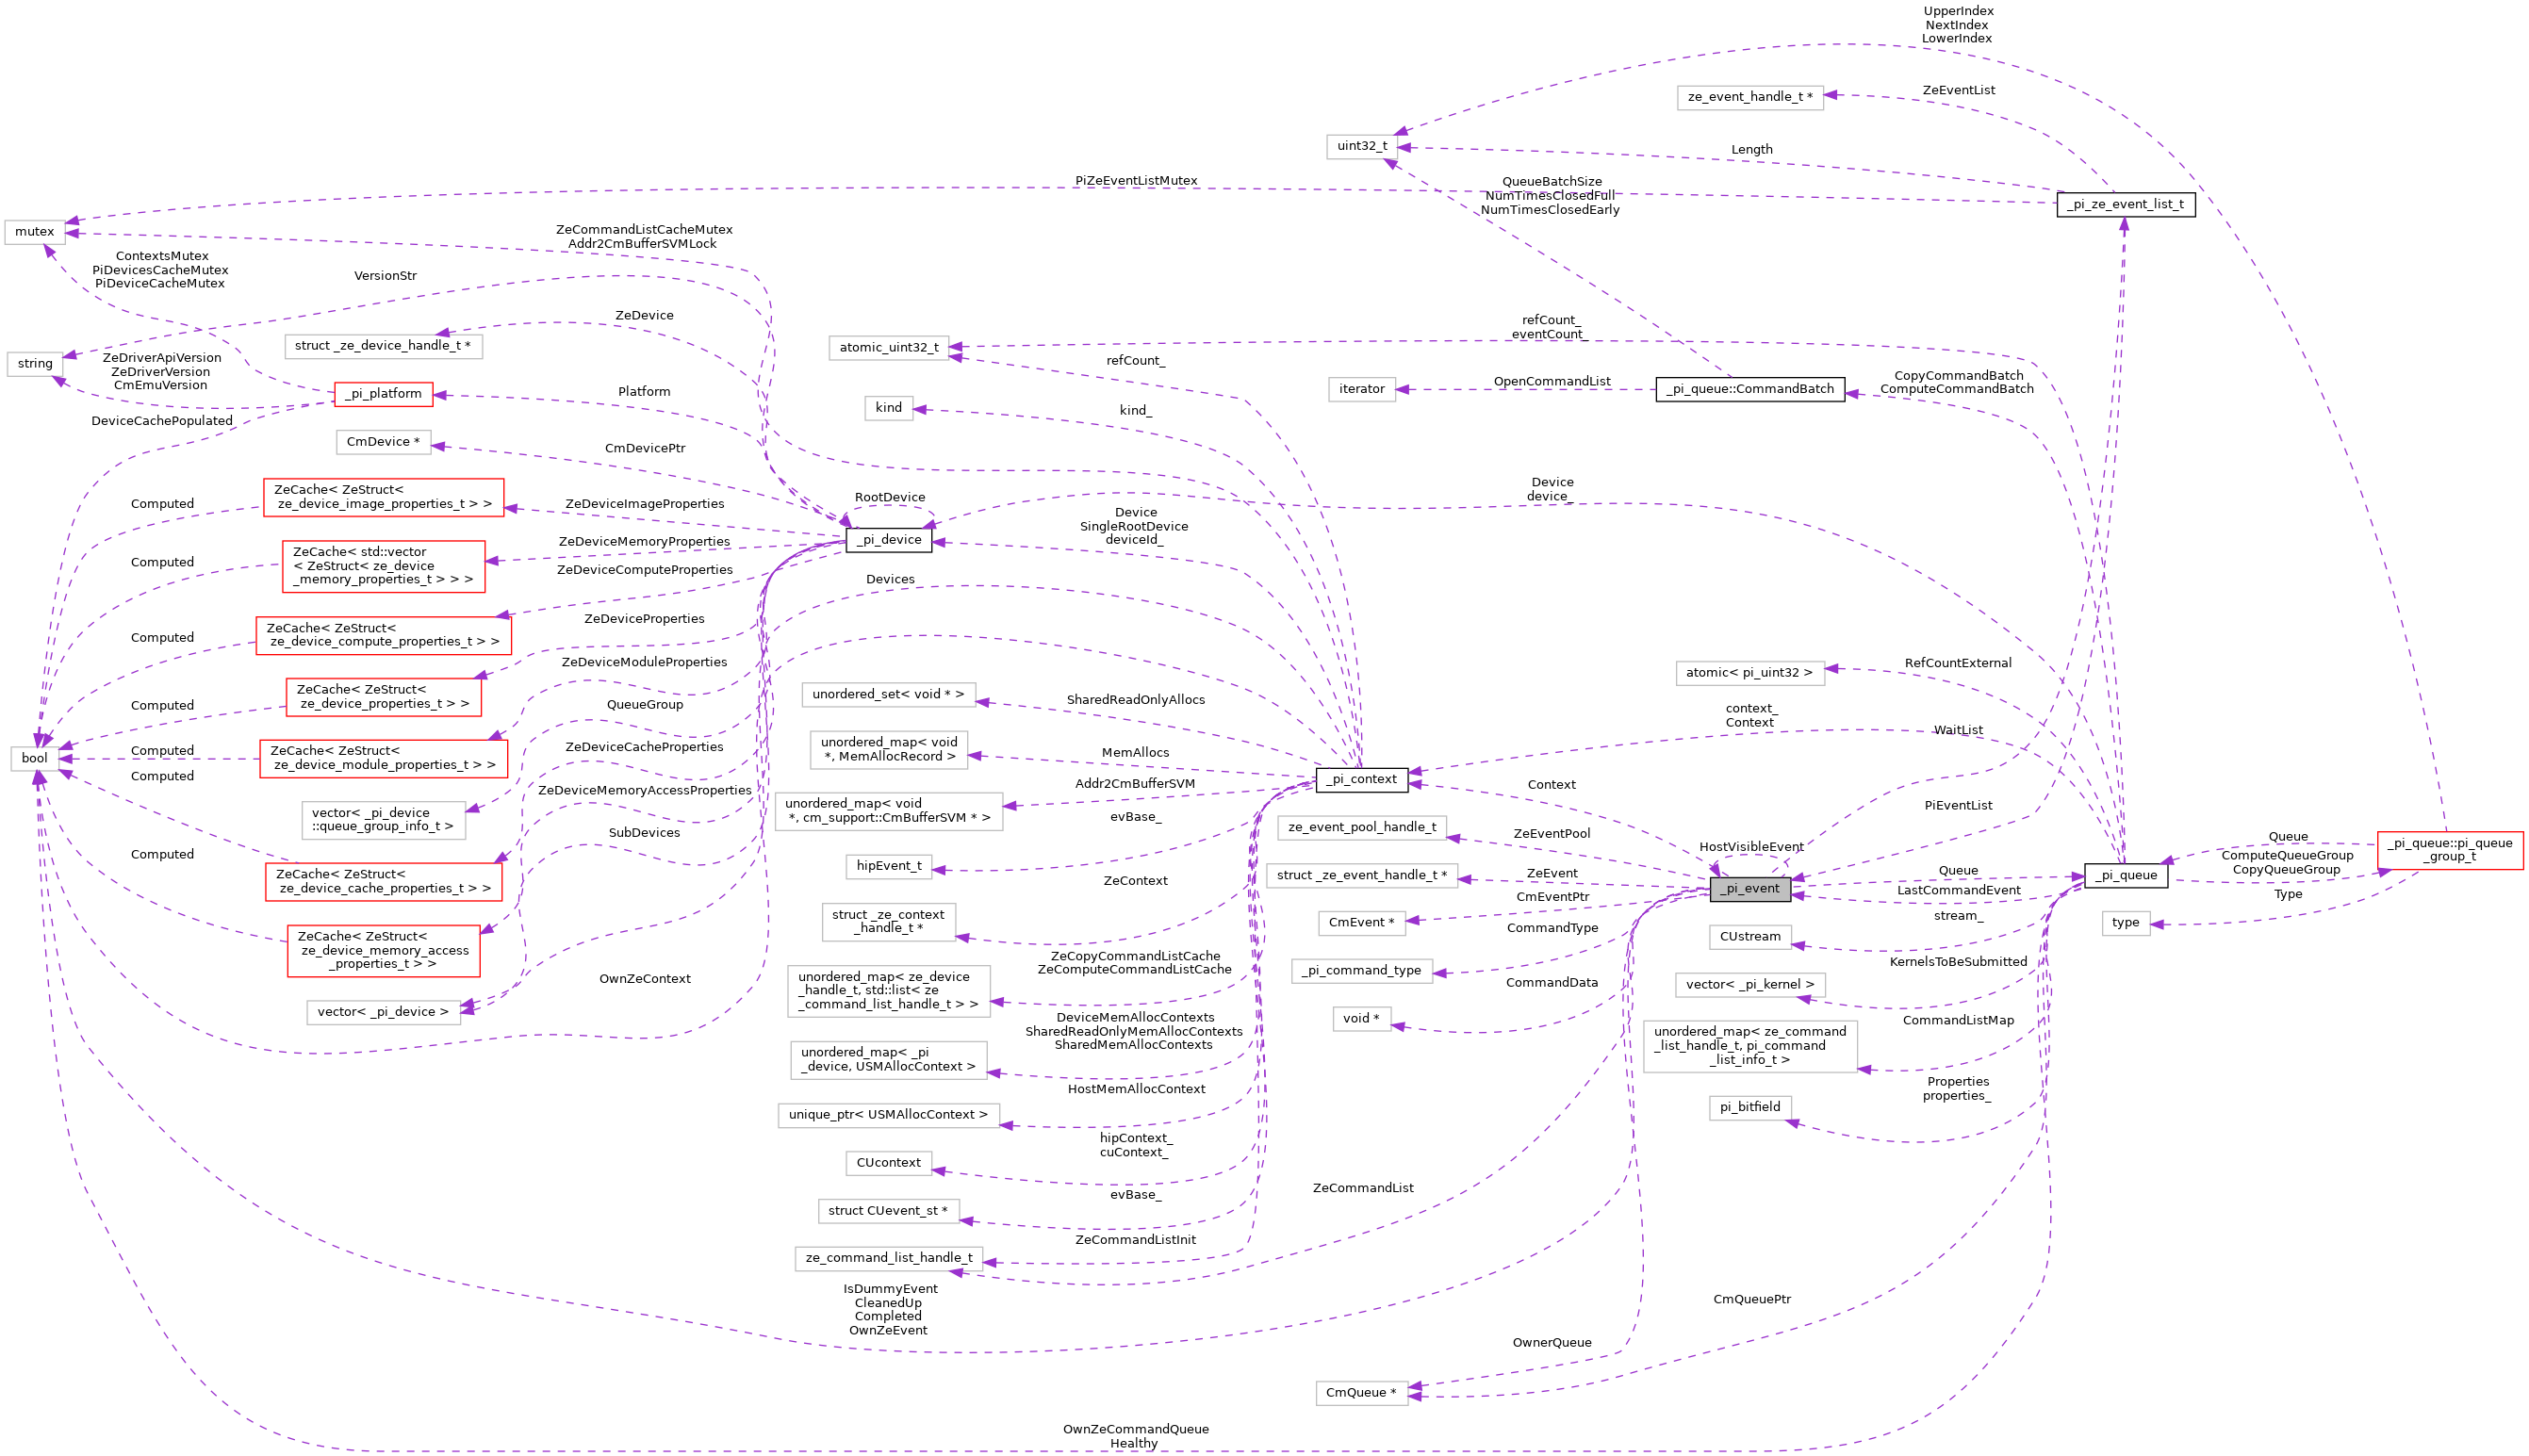 UpperIndex
NextIndex
LowerIndex
ZeEventList
ze_event_handle_t *
uint32_t
Length
PiZeEventListMutex
QueueBatchSize
NumTimesClosedFull
NumTimesClosedEarly
_pi_ze_event_list_t
mutex
ZeCommandListCacheMutex
Addr2CmBufferSVMLock
ContextsMutex
PiDevicesCacheMutex
PiDeviceCacheMutex
VersionStr
ZeDevice
struct _ze_device_handle_t *
string
ZeDriverApiVersion
ZeDriverVersion
CmEmuVersion
_pi_platform
Platform
atomic_uint32_t
refCount_
eventCount_
refCount_
iterator
OpenCommandList
_pi_queue::CommandBatch
CopyCommandBatch
ComputeCommandBatch
kind
kind_
DeviceCachePopulated
CmDevice *
CmDevicePtr
Computed
ZeCache< ZeStruct<
ze_device_image_properties_t > >
ZeDeviceImageProperties
RootDevice
_pi_device
Device
SingleRootDevice
deviceId_
Device
device_
Computed
ZeCache< std::vector
< ZeStruct< ze_device
_memory_properties_t > > >
ZeDeviceMemoryProperties
ZeDeviceComputeProperties
Devices
Computed
ZeCache< ZeStruct<
ze_device_compute_properties_t > >
ZeDeviceProperties
Computed
ZeCache< ZeStruct<
ze_device_properties_t > >
ZeDeviceModuleProperties
QueueGroup
unordered_set< void * >
SharedReadOnlyAllocs
atomic< pi_uint32 >
RefCountExternal
context_
Context
WaitList
bool
Computed
Computed
ZeCache< ZeStruct<
ze_device_module_properties_t > >
ZeDeviceCacheProperties
unordered_map< void
*, MemAllocRecord >
MemAllocs
_pi_context
Context
ZeDeviceMemoryAccessProperties
unordered_map< void
*, cm_support::CmBufferSVM * >
Addr2CmBufferSVM
evBase_
PiEventList
vector< _pi_device
::queue_group_info_t >
SubDevices
ze_event_pool_handle_t
ZeEventPool
HostVisibleEvent
Computed
ZeCache< ZeStruct<
ze_device_cache_properties_t > >
hipEvent_t
ZeContext
struct _ze_event_handle_t *
ZeEvent
_pi_event
Queue
LastCommandEvent
_pi_queue
Queue
ComputeQueueGroup
CopyQueueGroup
Type
_pi_queue::pi_queue
_group_t
type
CmEvent *
CmEventPtr
stream_
CUstream
struct _ze_context
_handle_t *
CommandType
ZeCache< ZeStruct<
ze_device_memory_access
_properties_t > >
OwnZeContext
vector< _pi_device >
ZeCopyCommandListCache
ZeComputeCommandListCache
unordered_map< ze_device
_handle_t, std::list< ze
_command_list_handle_t > >
_pi_command_type
CommandData
void *
KernelsToBeSubmitted
vector< _pi_kernel >
CommandListMap
unordered_map< ze_command
_list_handle_t, pi_command
_list_info_t >
DeviceMemAllocContexts
SharedReadOnlyMemAllocContexts
SharedMemAllocContexts
unordered_map< _pi
_device, USMAllocContext >
HostMemAllocContext
unique_ptr< USMAllocContext >
Properties
properties_
pi_bitfield
hipContext_
cuContext_
CUcontext
evBase_
struct CUevent_st *
ZeCommandList
ZeCommandListInit
ze_command_list_handle_t
IsDummyEvent
CleanedUp
Completed
OwnZeEvent
CmQueuePtr
OwnerQueue
CmQueue *
OwnZeCommandQueue
Healthy